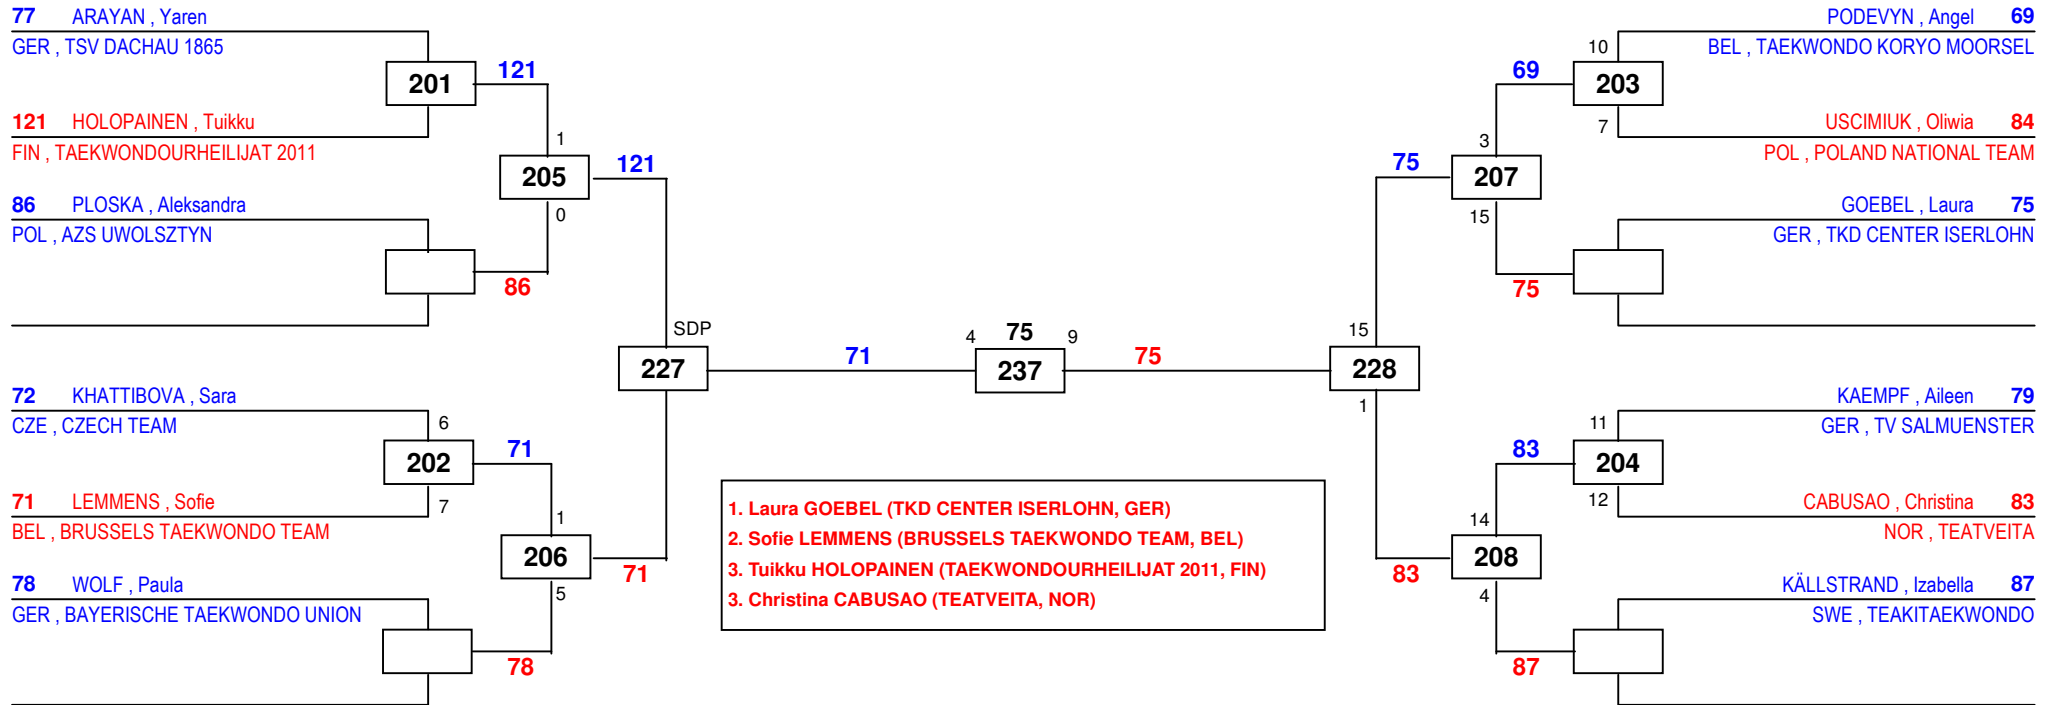 77 ARAYAN , Yaren
GER , TSV DACHAU 1865
201
121
121 HOLOPAINEN , Tuikku
FIN , TAEKWONDOURHEILIJAT 2011
1
205
121
0
86 PLOSKA , Aleksandra
POL , AZS UWOLSZTYN
86
SDP
227
71
72 KHATTIBOVA , Sara
CZE , CZECH TEAM
6
202
71
7
71 LEMMENS , Sofie
BEL , BRUSSELS TAEKWONDO TEAM
1
206
71
5
78 WOLF , Paula
GER , BAYERISCHE TAEKWONDO UNION
78
4 75 9
237
75
1. Laura GOEBEL (TKD CENTER ISERLOHN, GER)
2. Sofie LEMMENS (BRUSSELS TAEKWONDO TEAM, BEL)
3. Tuikku HOLOPAINEN (TAEKWONDOURHEILIJAT 2011, FIN)
3. Christina CABUSAO (TEATVEITA, NOR)
PODEVYN , Angel 69
BEL , TAEKWONDO KORYO MOORSEL
10
69
203
7
USCIMIUK , Oliwia 84
POL , POLAND NATIONAL TEAM
3
75
207
15
GOEBEL , Laura 75
GER , TKD CENTER ISERLOHN
75
15
228
1
KAEMPF , Aileen 79
GER , TV SALMUENSTER
11
83
204
12
CABUSAO , Christina 83
NOR , TEATVEITA
14
208
83
4
KÄLLSTRAND , Izabella 87
SWE , TEAKITAEKWONDO
87